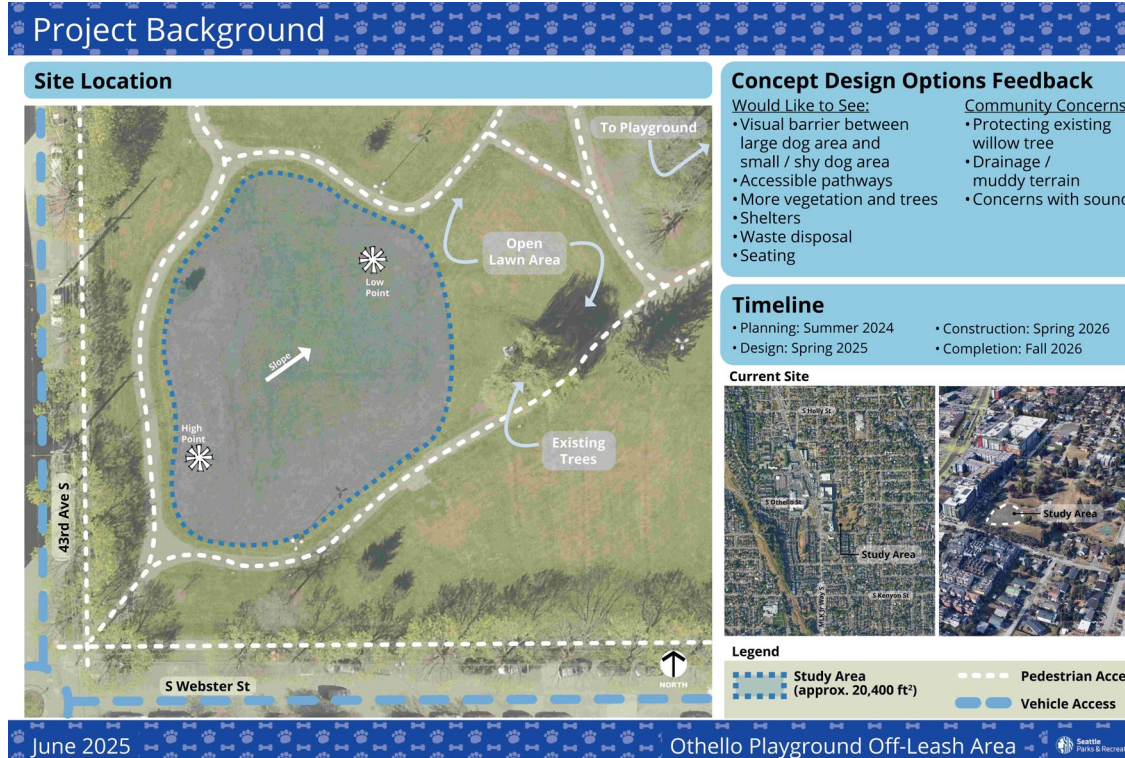 Project Background
Site Location
To Playground
Open
Lawn Area
Low
Point
Slope
High
Point
Existing
Trees
43rd Ave S
S Webster St
NORTH
Concept Design Options Feedback
Would Like to See:
• Visual barrier between
large dog area and
small / shy dog area
• Accessible pathways
• More vegetation and trees
• Shelters
• Waste disposal
• Seating
Community Concerns
• Protecting existing
willow tree
• Drainage /
muddy terrain
• Concerns with sound
Timeline
• Planning: Summer 2024
• Design: Spring 2025
• Construction: Spring 2026
• Completion: Fall 2026
Current Site
S Holly St
S Othello St
Study Area
S Kenyon St
Study Area
Legend
Study Area
(approx. 20,400 ft²)
Pedestrian Acce
Vehicle Access
June 2025
Othello Playground Off-Leash Area
Seattle
Parks & Recreat